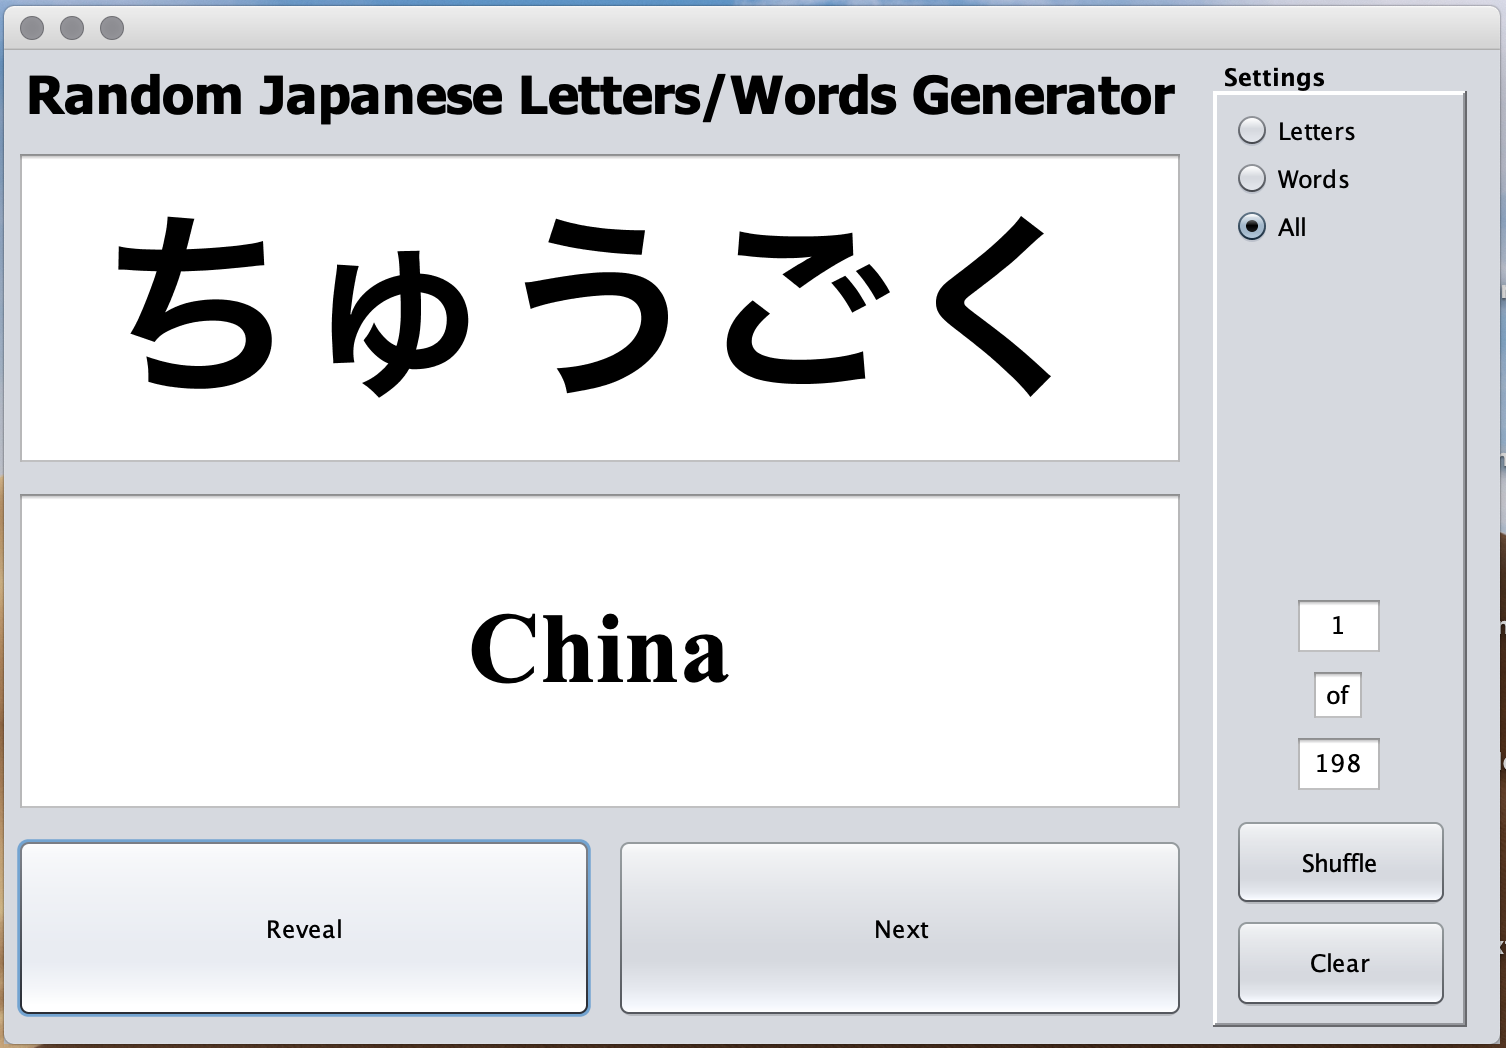 Random Japanese Letters/Words Generator
ちゅうごく
China
Reveal
Next
Settings
Letters
Words
All
1
of
198
Shuffle
Clear